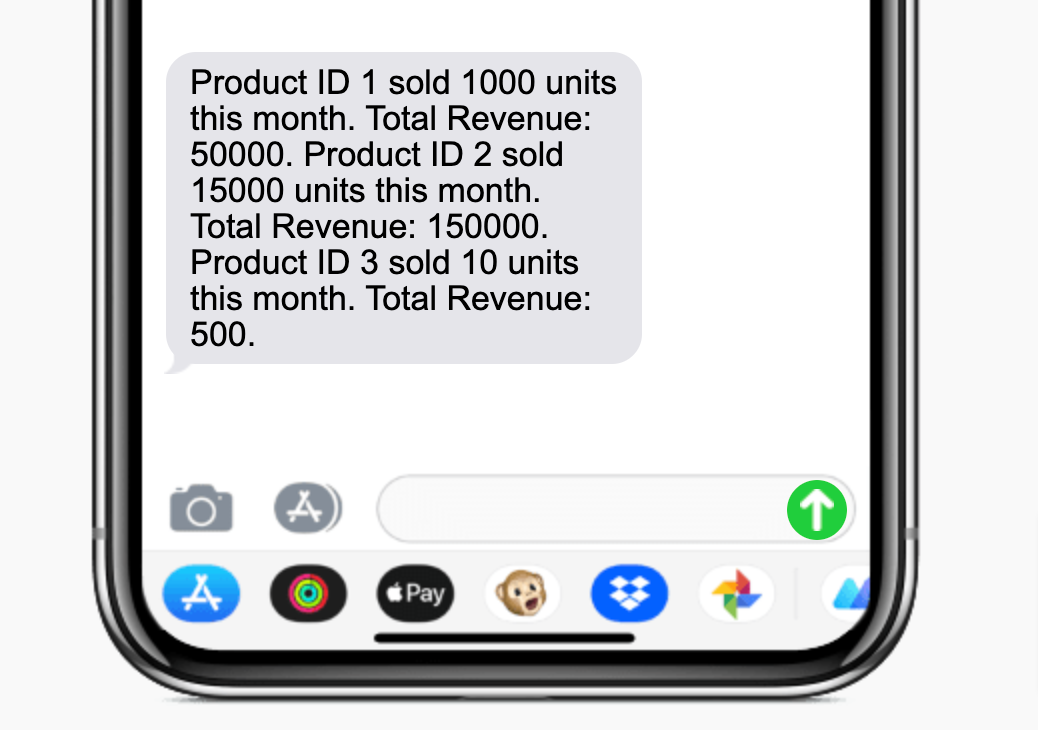 Product ID 1 sold 1000 units
this month. Total Revenue:
50000. Product ID 2 sold
15000 units this month.
Total Revenue: 150000.
Product ID 3 sold 10 units
this month. Total Revenue:
500.
Pay